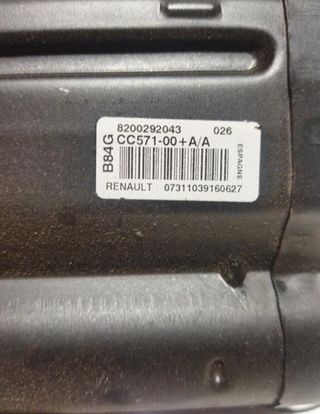 8200292043 026
B84G
CC571-00+A/A
ESPAGNE
RENAULT 07311039160627